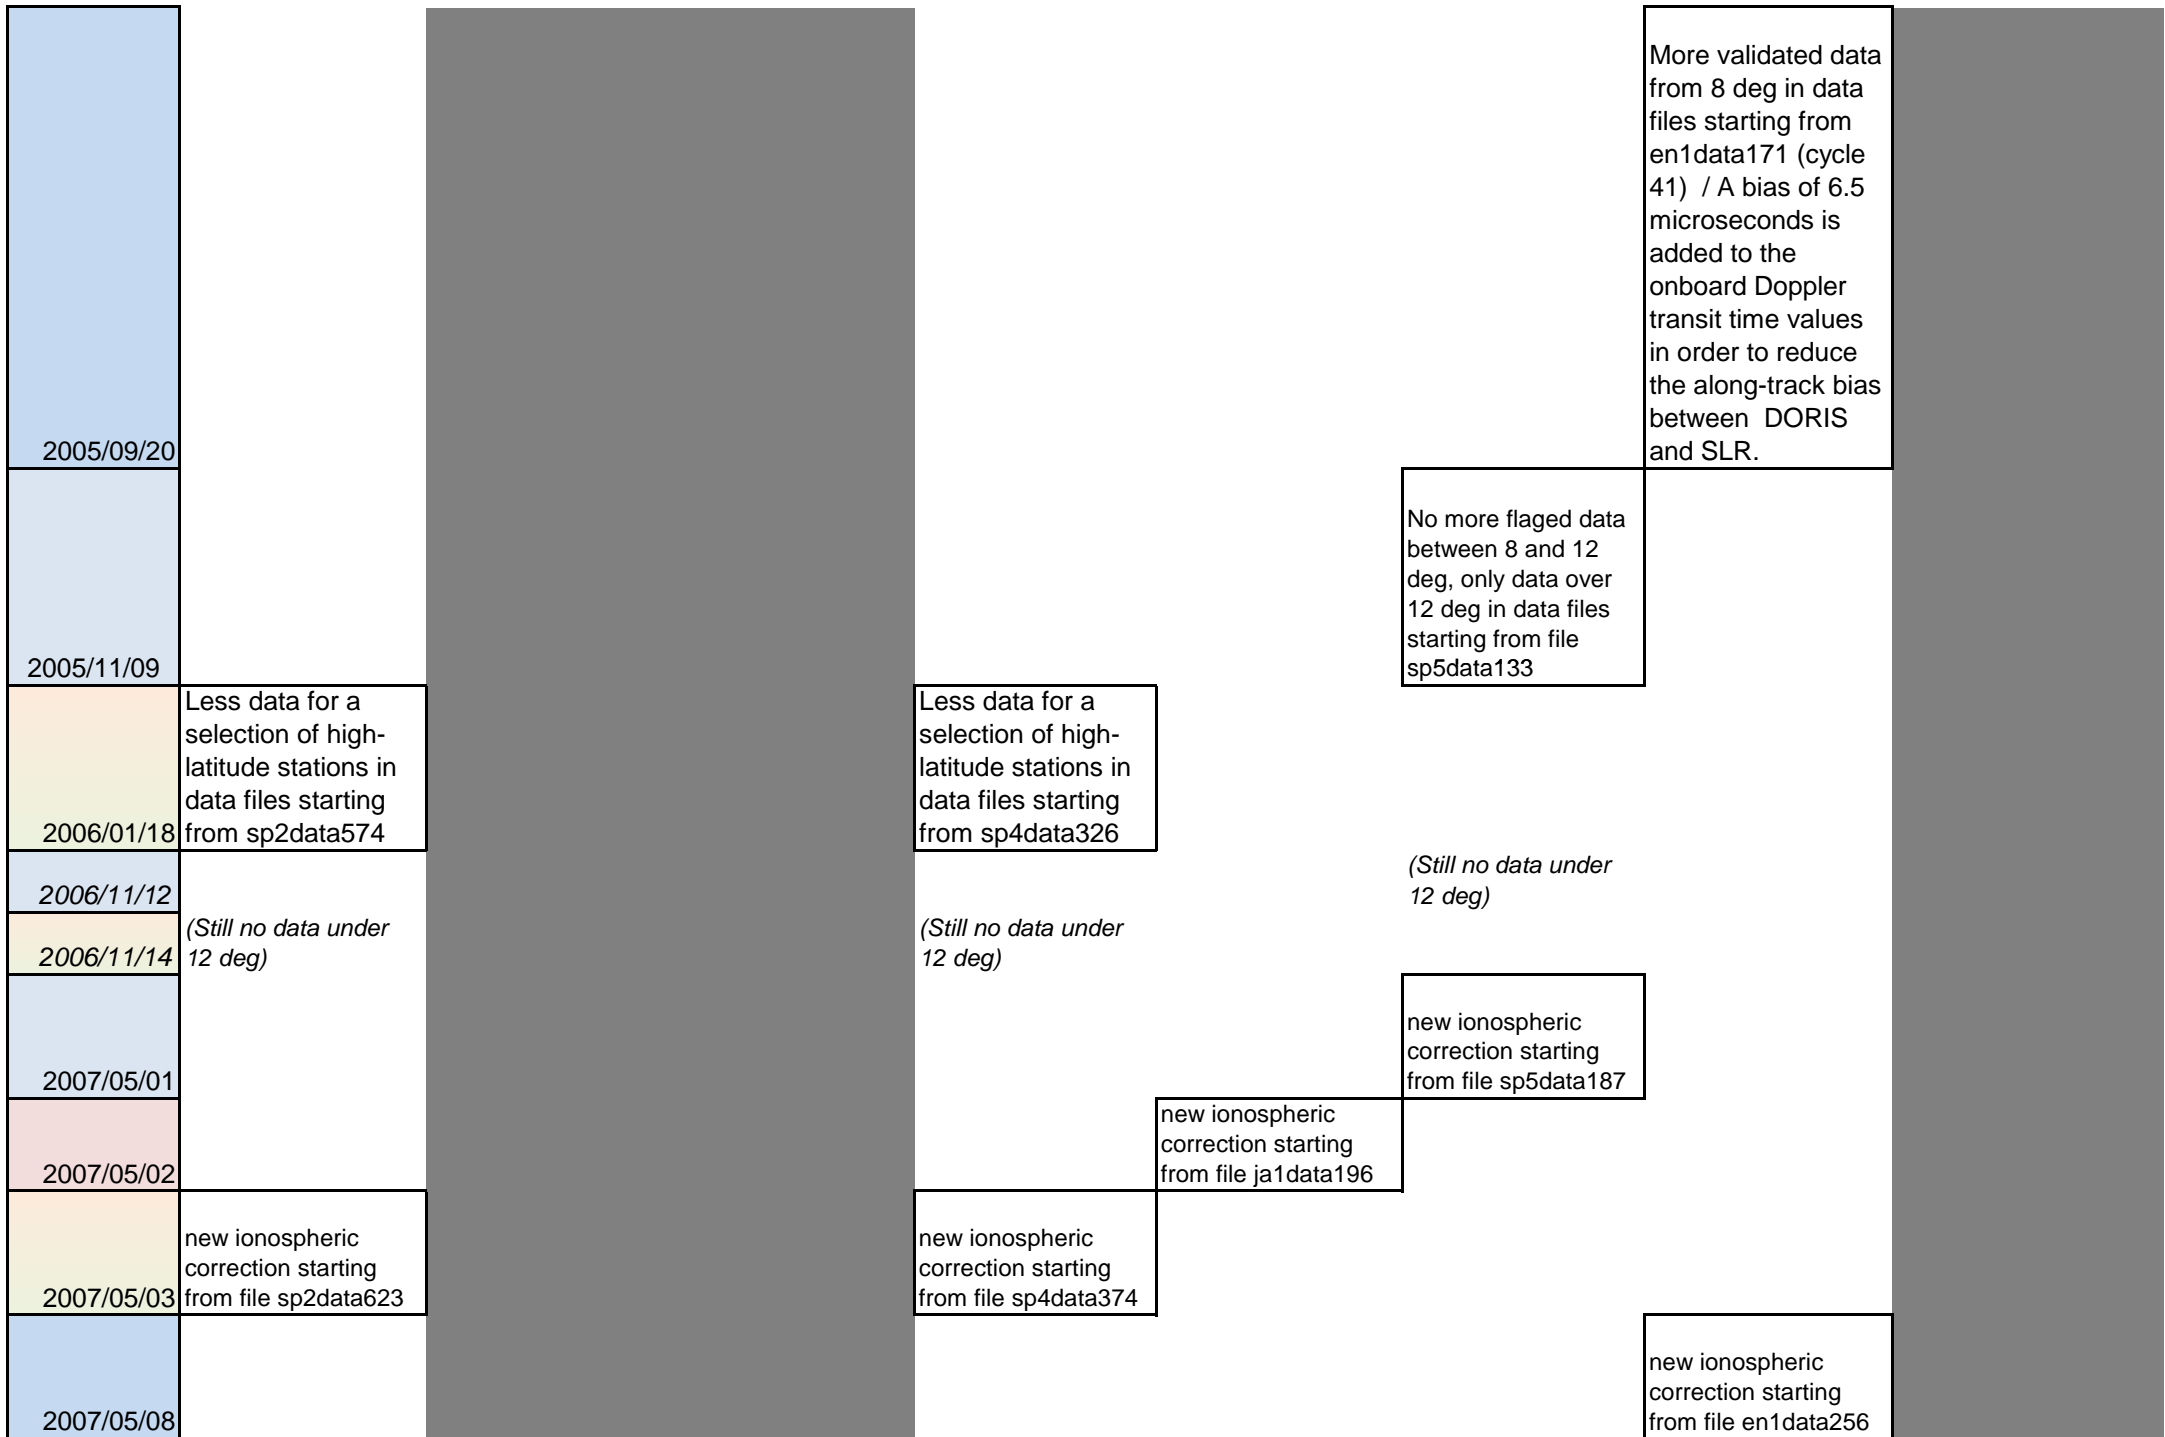 More validated data
from 8 deg in data
files starting from
en1data171 (cycle
41)  / A bias of 6.5
microseconds is
added to the
onboard Doppler
transit time values
in order to reduce
the along-track bias
between  DORIS
2005/09/20 and SLR.
No more flaged data
between 8 and 12
deg, only data over
12 deg in data files
starting from file
2005/11/09 sp5data133
Less data for a
selection of high-
latitude stations in
data files starting
2006/01/18 from sp2data574
Less data for a
selection of high-
latitude stations in
data files starting
from sp4data326
2006/11/12
(Still no data under
12 deg)
2006/11/14
(Still no data under
12 deg)
(Still no data under
12 deg)
2007/05/01
new ionospheric
correction starting
from file sp5data187
2007/05/02
new ionospheric
correction starting
from file ja1data196
2007/05/03
new ionospheric
correction starting
from file sp2data623
new ionospheric
correction starting
from file sp4data374
2007/05/08
new ionospheric
correction starting
from file en1data256